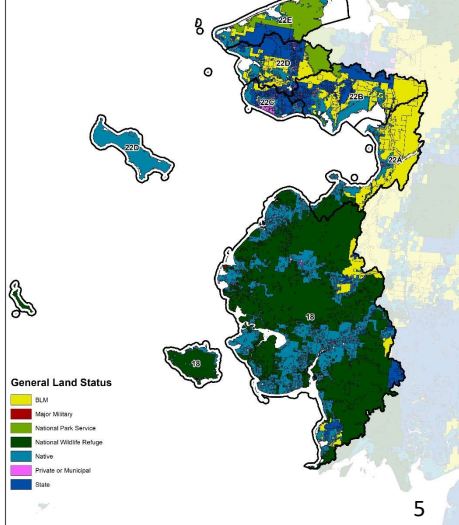 22E
22D
22B
22C
22D
22A
18
18
General Land Status
BLM
Major Military
National Park Service
National Wildlife Refuge
Native
Private or Municipal
State
5